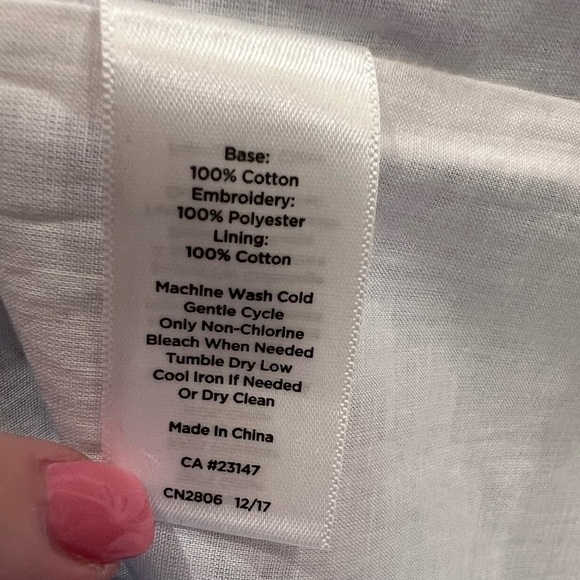 Base:
100% Cotton
Embroidery:
100% Polyester
Lining:
100% Cotton
Machine Wash Cold
Gentle Cycle
Only Non-Chlorine
Bleach When Needed
Tumble Dry Low
Cool Iron If Needed
Or Dry Clean
Made In China
CA #23147
CN2806 12/17